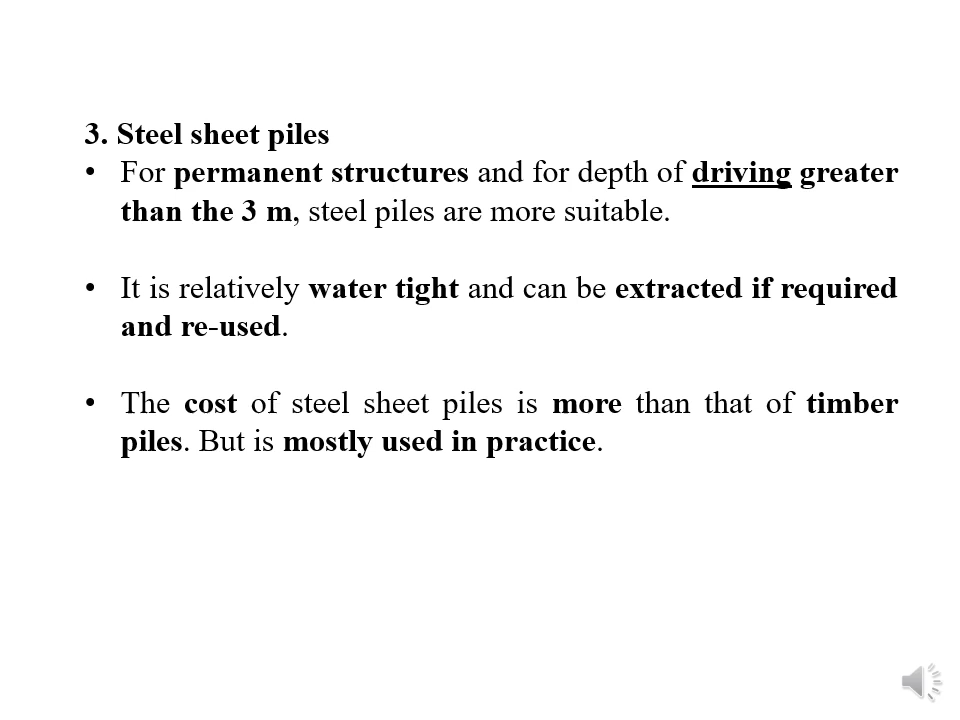 3. Steel sheet piles
• For permanent structures and for depth of driving greater
than the 3 m, steel piles are more suitable.
• It is relatively water tight and can be extracted if required
and re-used.
• The cost of steel sheet piles is more than that of timber
piles. But is mostly used in practice.